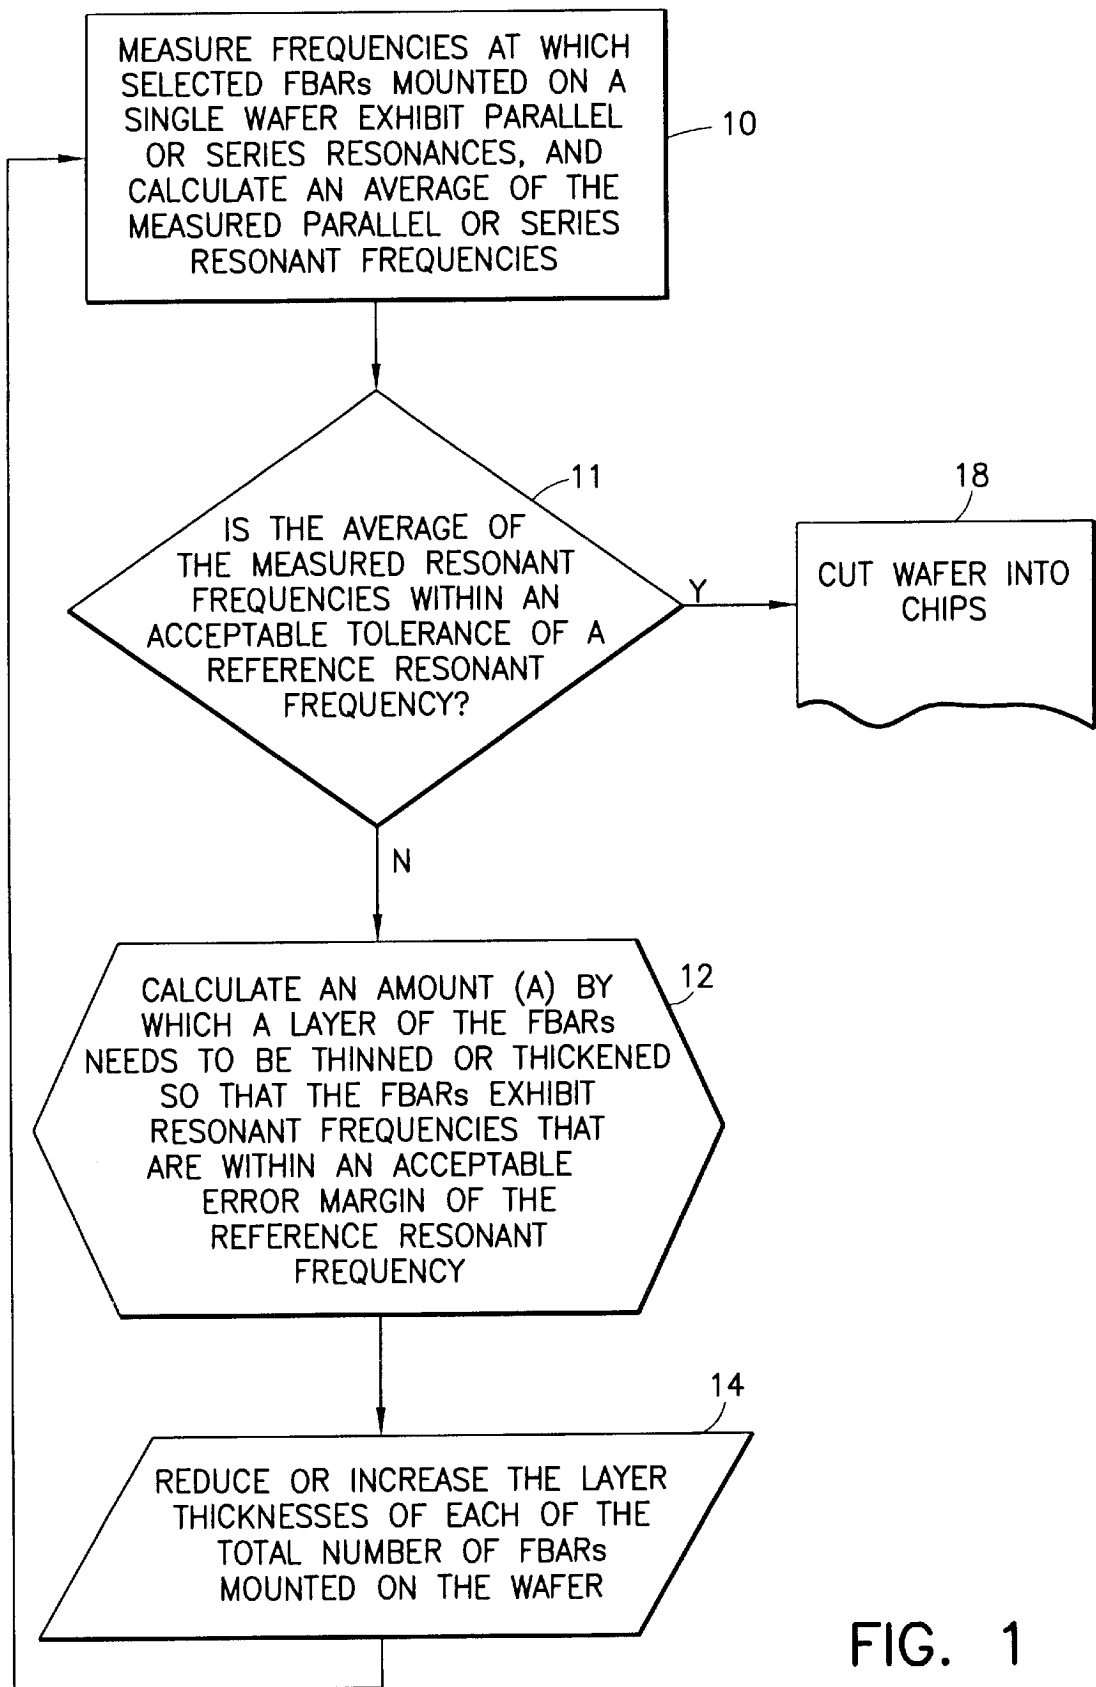 MEASURE FREQUENCIES AT WHICH
SELECTED FBARs MOUNTED ON A
SINGLE WAFER EXHIBIT PARALLEL
OR SERIES RESONANCES, AND
CALCULATE AN AVERAGE OF THE
MEASURED PARALLEL OR SERIES
RESONANT FREQUENCIES
10
11
IS THE AVERAGE OF
THE MEASURED RESONANT
FREQUENCIES WITHIN AN
ACCEPTABLE TOLERANCE OF A
REFERENCE RESONANT
FREQUENCY?
Y
18
CUT WAFER INTO
CHIPS
N
12
CALCULATE AN AMOUNT (A) BY
WHICH A LAYER OF THE FBARs
NEEDS TO BE THINNED OR THICKENED
SO THAT THE FBARs EXHIBIT
RESONANT FREQUENCIES THAT
ARE WITHIN AN ACCEPTABLE
ERROR MARGIN OF THE
REFERENCE RESONANT
FREQUENCY
14
REDUCE OR INCREASE THE LAYER
THICKNESSES OF EACH OF THE
TOTAL NUMBER OF FBARs
MOUNTED ON THE WAFER
FIG. 1